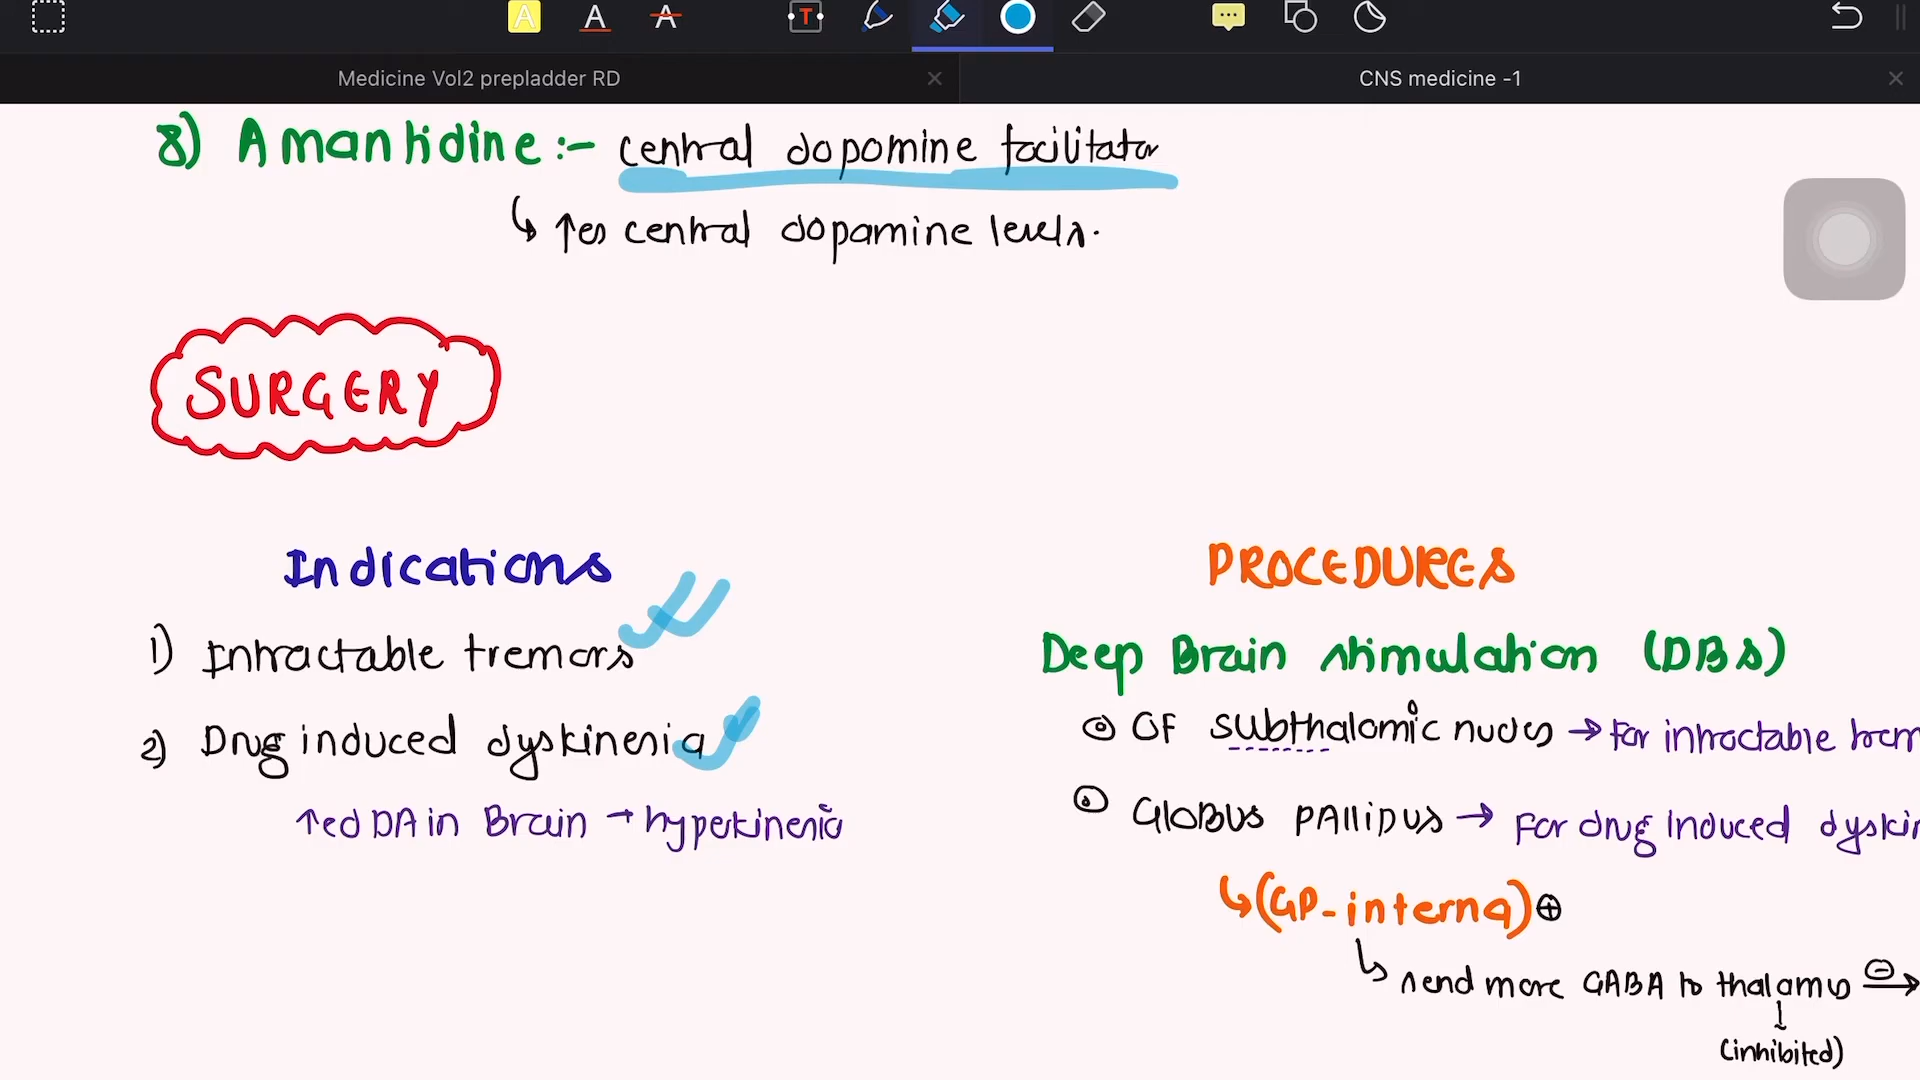 Medicine Vol2 prepladder RD
CNS medicine -1
8) Amantidine :- central dopomine facilitator
↳ ↑es central dopamine levels.
SURGERY
Indications
1) Intractable tremors
2) Drug induced dyskinesia
↑ed DA in Brain → hyperkinesia
PROCEDURES
Deep Brain stimulation (DBS)
⊙ OF subthalamic nucleus → For intractable trem
⊙ Globus pallidus → For drug induced dyskin
↳ (GP-interna) ⊕
↳ send more GABA to thalamus ⊖→
(inhibited)